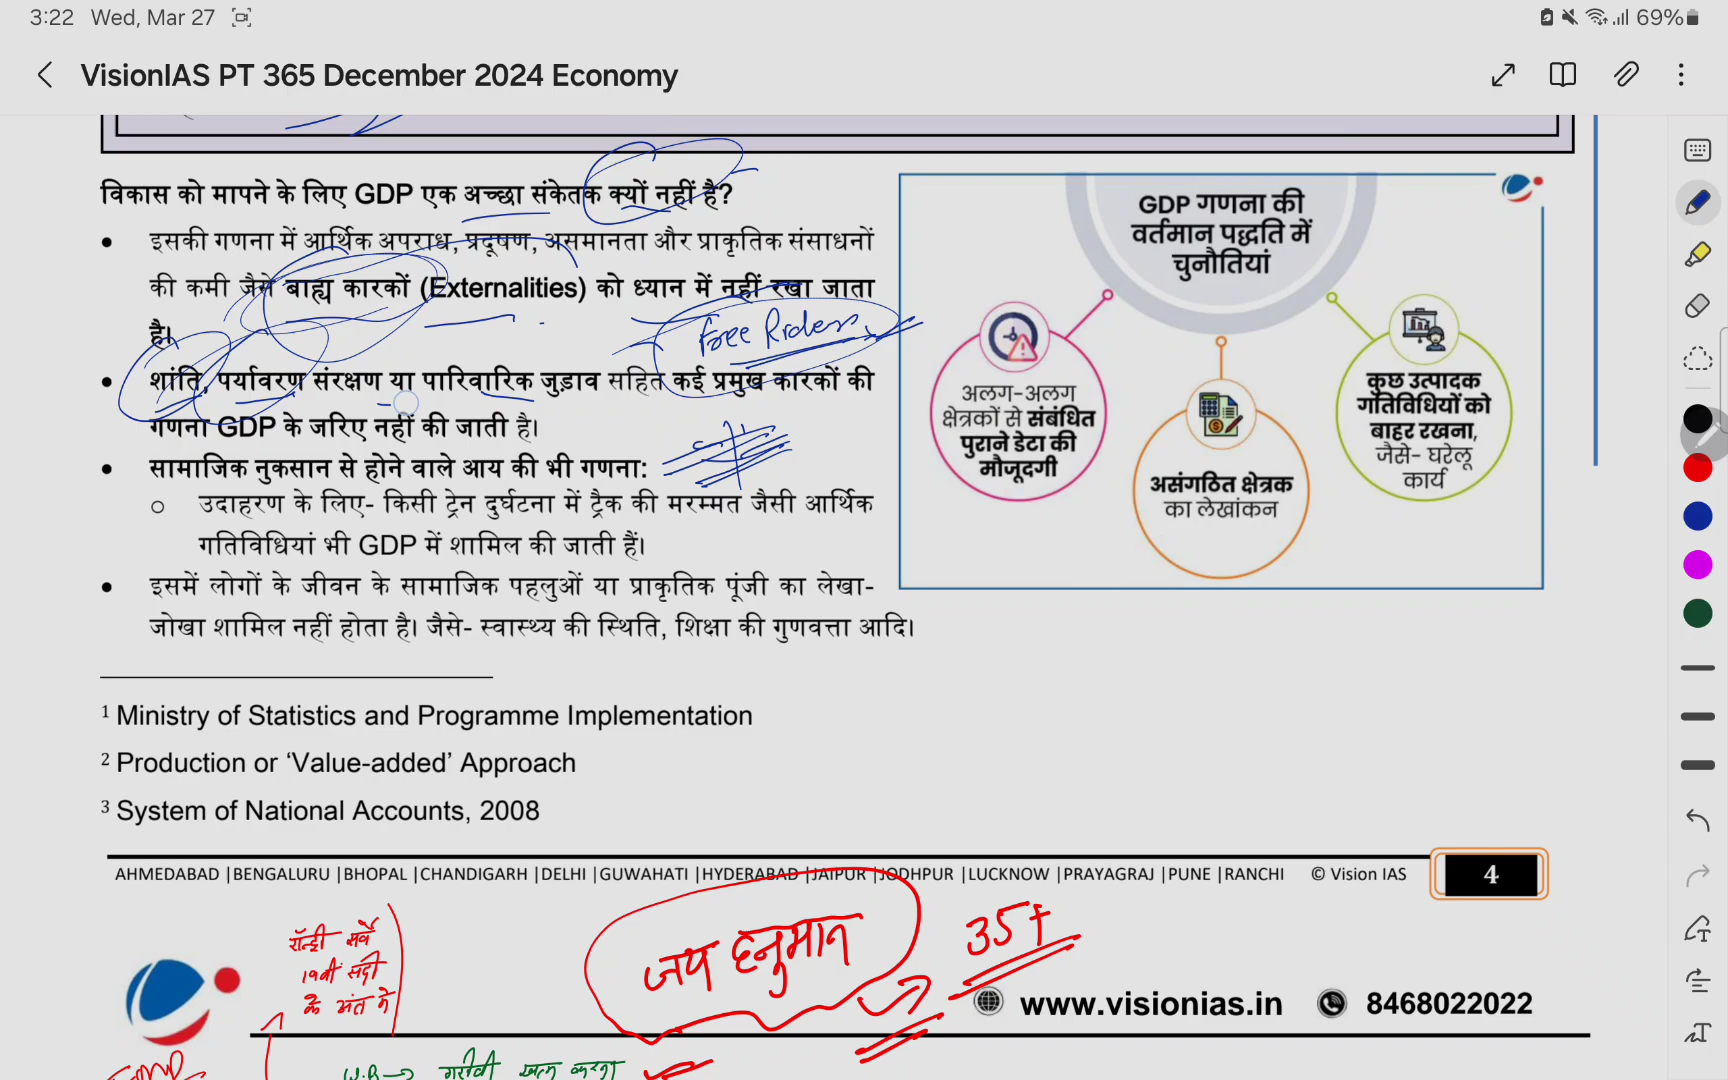 3:22 Wed, Mar 27
69%
VisionIAS PT 365 December 2024 Economy
विकास को मापने के लिए GDP एक अच्छा संकेतक क्यों नहीं है?
• इसकी गणना में आर्थिक अपराध, प्रदूषण, असमानता और प्राकृतिक संसाधनों
की कमी जैसे बाह्य कारकों (Externalities) को ध्यान में नहीं रखा जाता
है।
Free Riders
• शांति, पर्यावरण संरक्षण या पारिवारिक जुड़ाव सहित कई प्रमुख कारकों की
गणना GDP के जरिए नहीं की जाती है।
• सामाजिक नुकसान से होने वाले आय की भी गणना:
o उदाहरण के लिए- किसी ट्रेन दुर्घटना में ट्रैक की मरम्मत जैसी आर्थिक
गतिविधियां भी GDP में शामिल की जाती हैं।
• इसमें लोगों के जीवन के सामाजिक पहलुओं या प्राकृतिक पूंजी का लेखा-
जोखा शामिल नहीं होता है। जैसे- स्वास्थ्य की स्थिति, शिक्षा की गुणवत्ता आदि।
GDP गणना की
वर्तमान पद्धति में
चुनौतियां
अलग-अलग
क्षेत्रकों से संबंधित
पुराने डेटा की
मौजूदगी
असंगठित क्षेत्रक
का लेखांकन
कुछ उत्पादक
गतिविधियों को
बाहर रखना,
जैसे- घरेलू
कार्य
1 Ministry of Statistics and Programme Implementation
2 Production or ‘Value-added’ Approach
3 System of National Accounts, 2008
AHMEDABAD |BENGALURU |BHOPAL |CHANDIGARH |DELHI |GUWAHATI |HYDERABAD |JAIPUR |JODHPUR |LUCKNOW |PRAYAGRAJ |PUNE |RANCHI © Vision IAS
4
19वी सदी
के अंत में
जय हनुमान
35+
www.visionias.in 8468022022
W.B → गरीबी खत्म करना